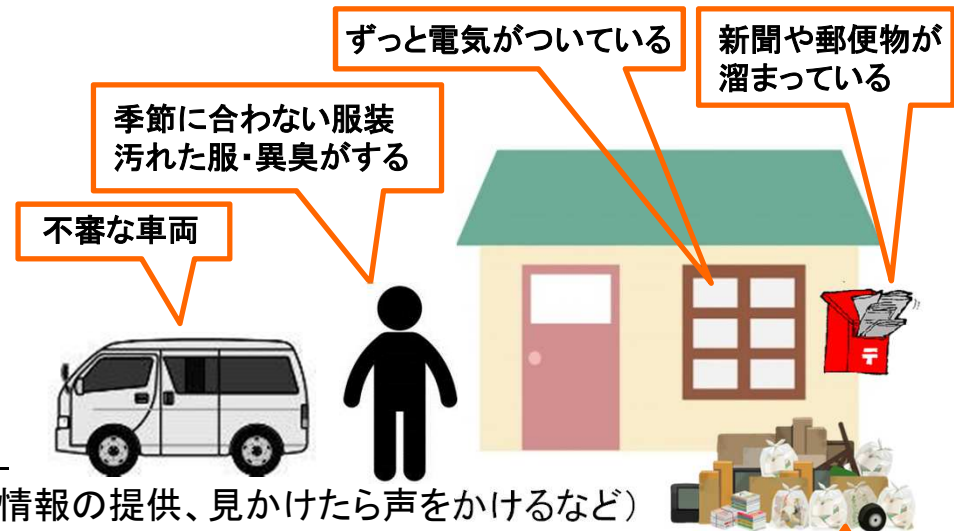 ずっと電気がついている
新聞や郵便物が
溜まっている
季節に合わない服装
汚れた服・異臭がする
不審な車両
〒
情報の提供、見かけたら声をかけるなど）